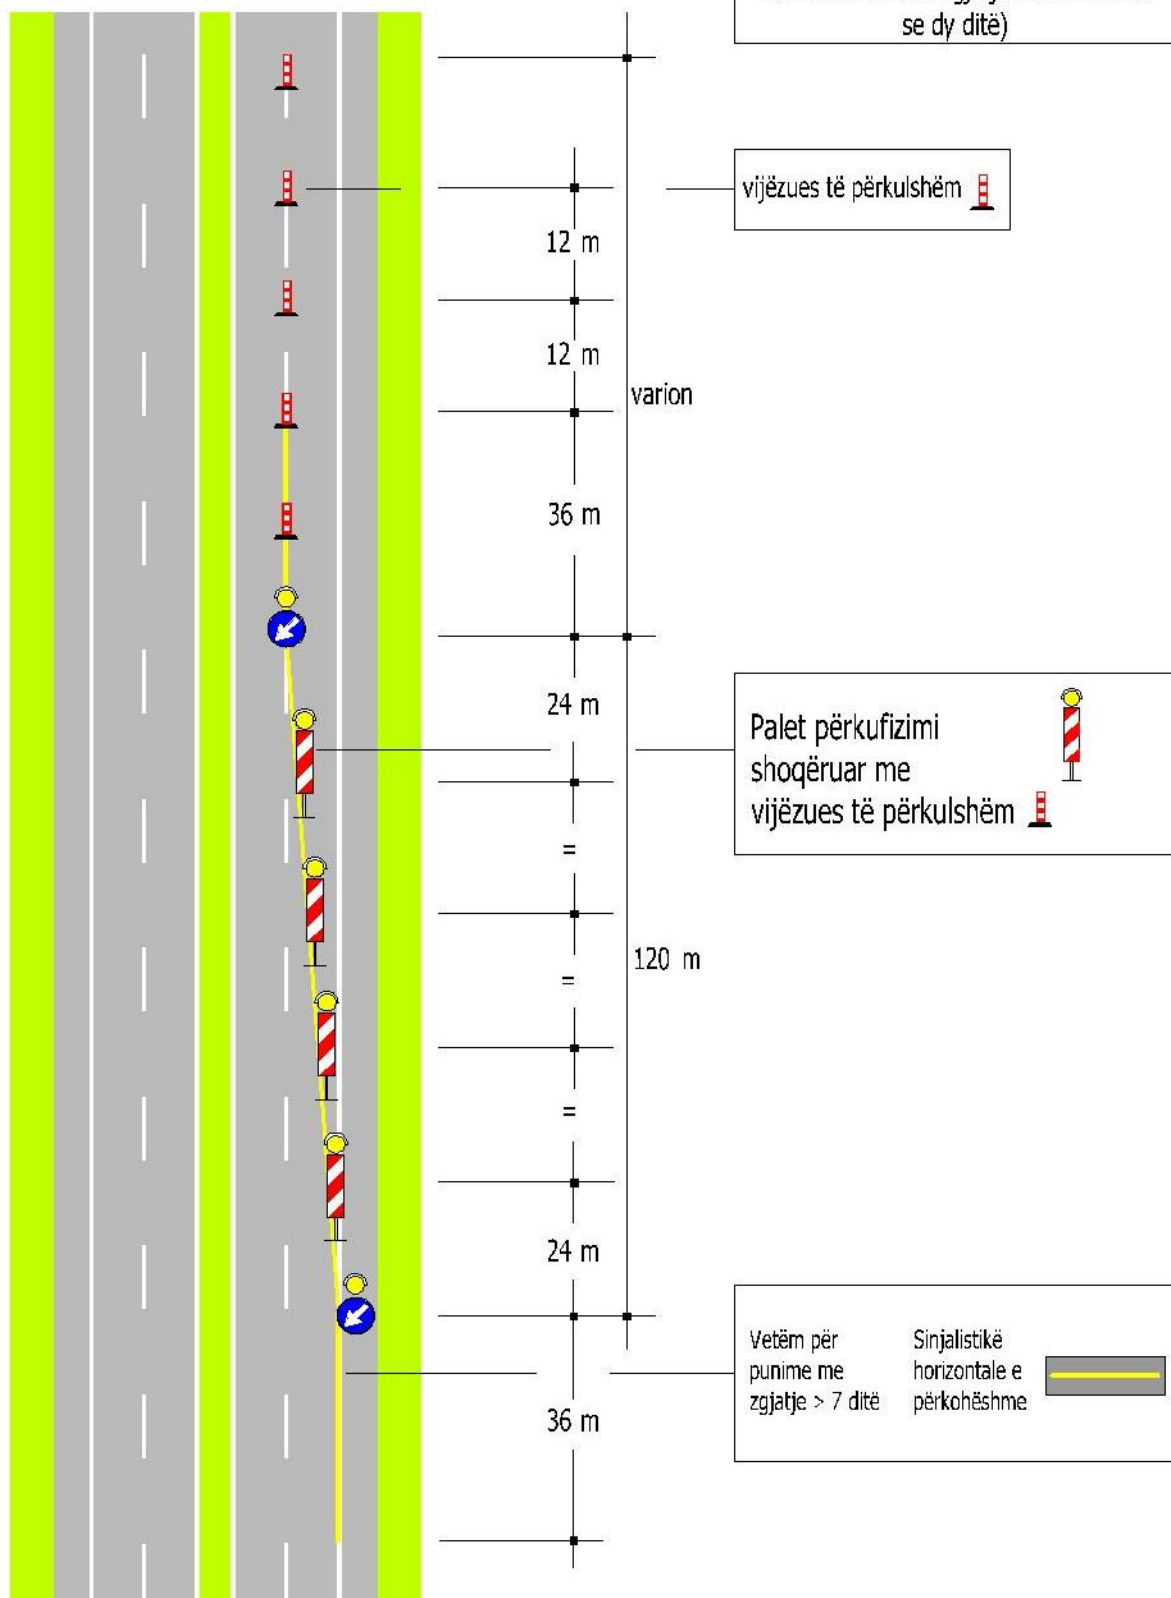 se dy ditë)
vijëzues të përkulshëm
12 m
12 m
varion
36 m
24 m
Palet përkufizimi
shoqëruar me
vijëzues të përkulshëm
=
=
120 m
=
24 m
Vetëm për
punime me
zgjatje > 7 ditë
Sinjalistikë
horizontale e
përkohëshme
36 m